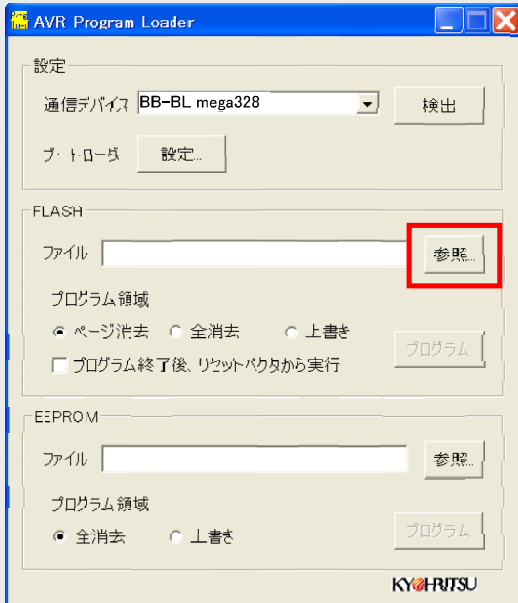 AVR Program Loader
設定
通信デバイス BB-BL mega328 検出
ブートローダ 設定...
FLASH
ファイル 参照...
プログラム領域
ページ消去 全消去 上書き
プログラム
プログラム終了後、リセットベクタから実行
EEPROM
ファイル 参照...
プログラム領域
全消去 上書き
プログラム
KYOHRITSU